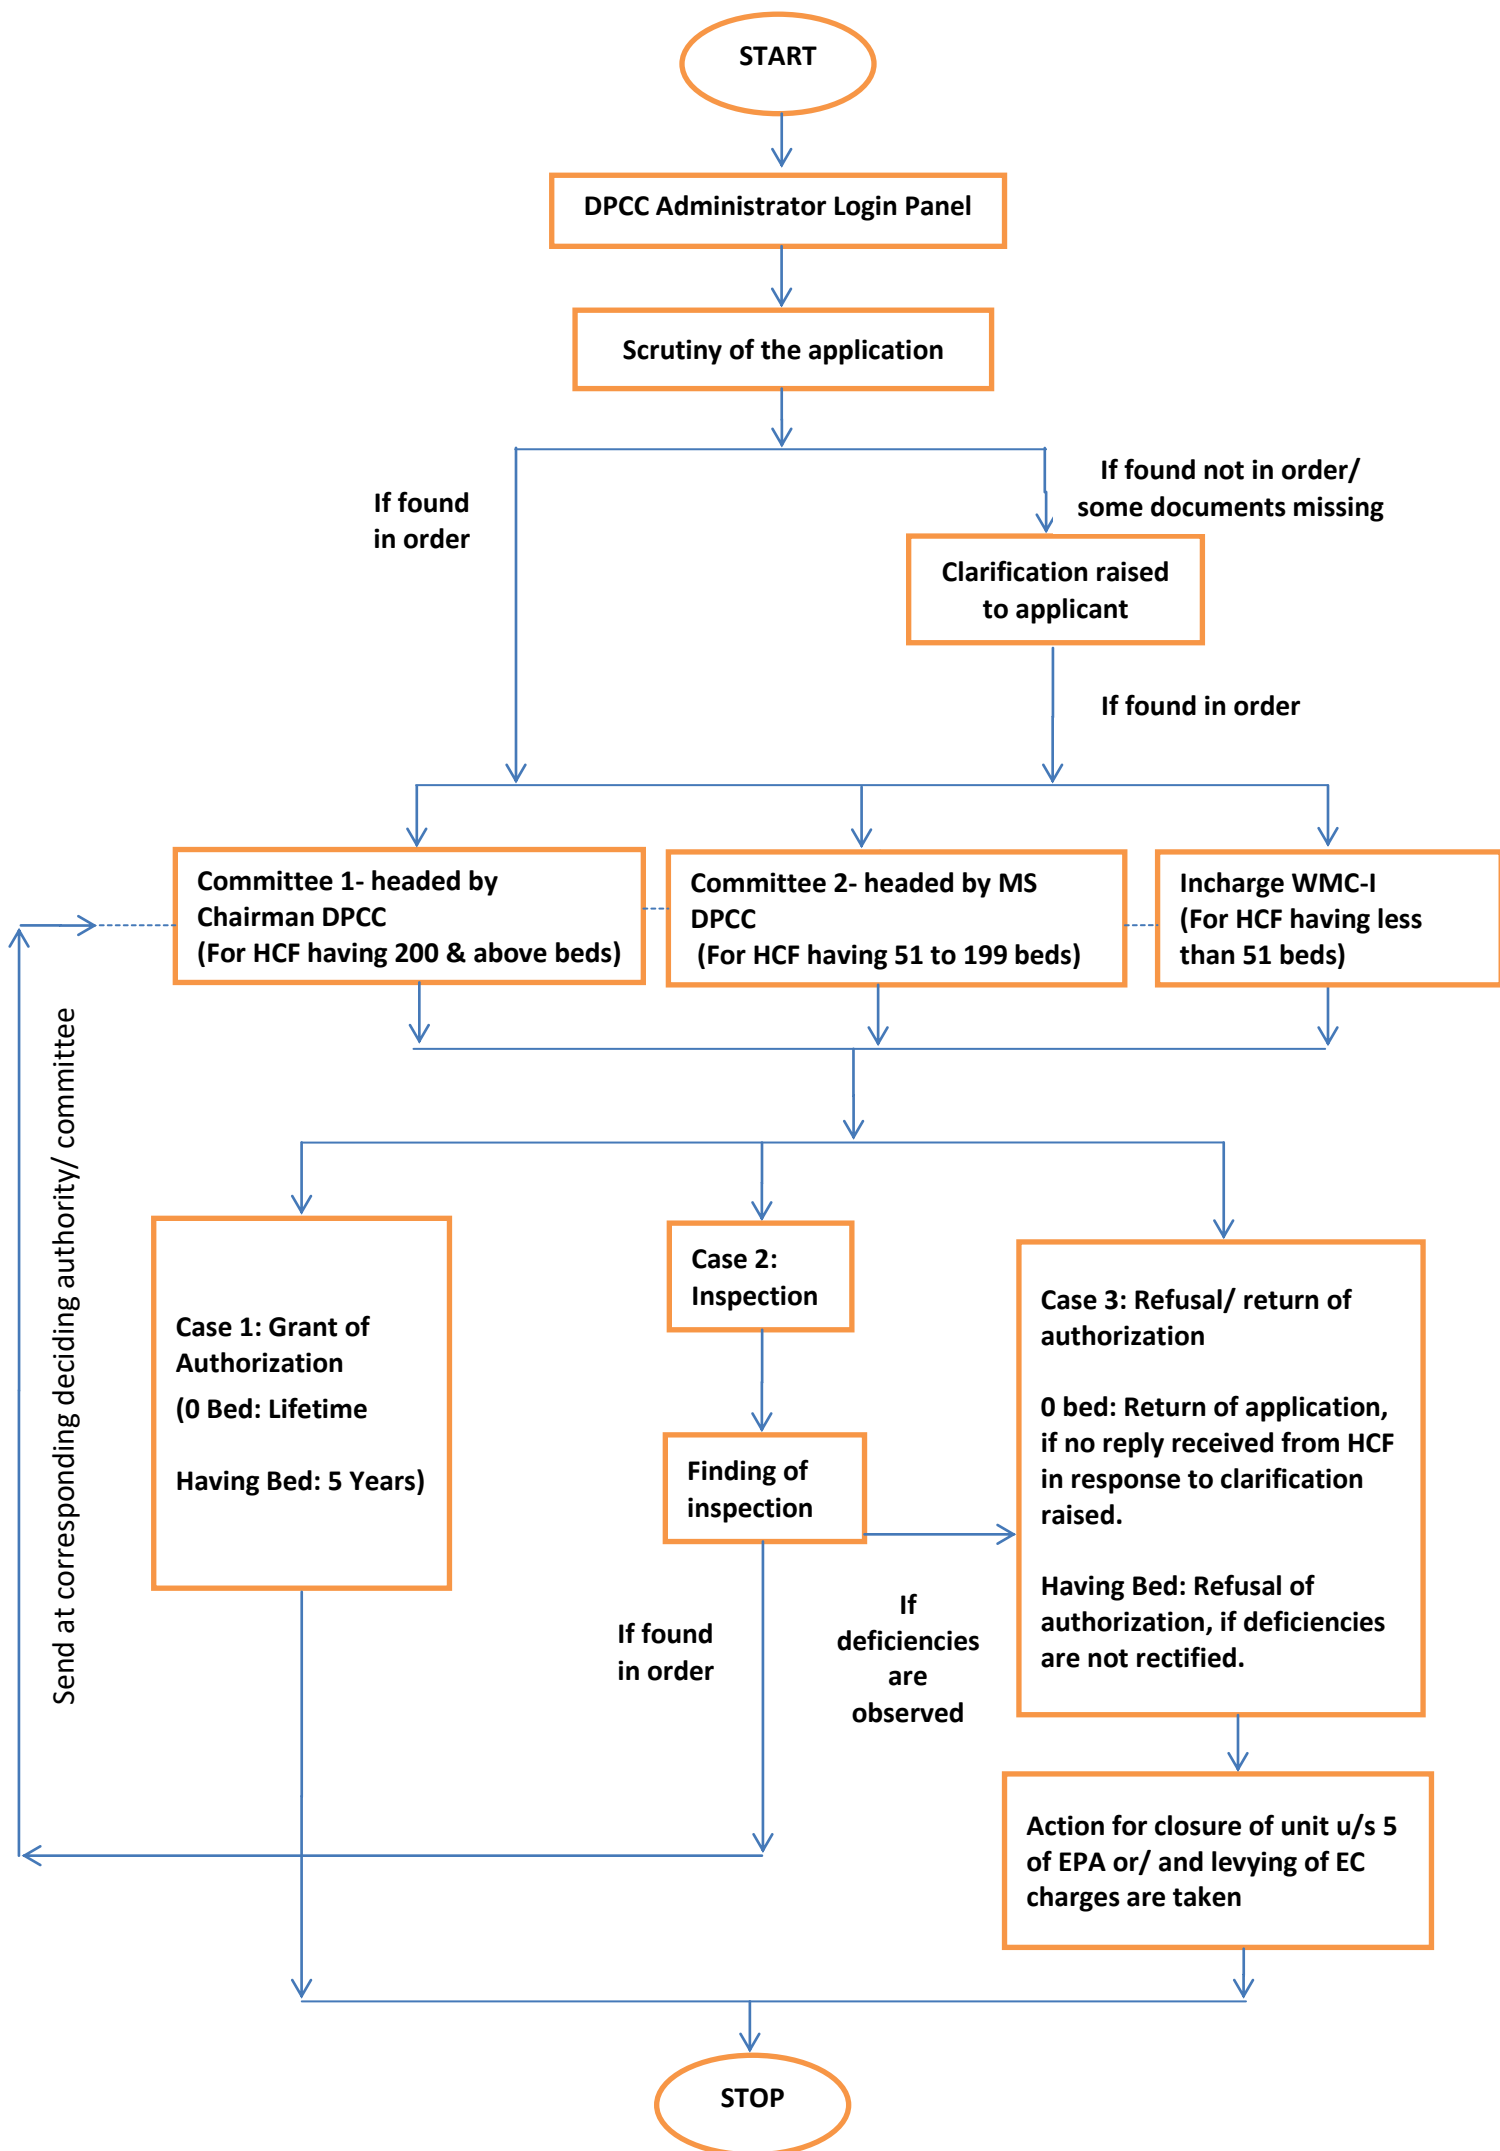 START
DPCC Administrator Login Panel
Scrutiny of the application
If found
in order
If found not in order/
some documents missing
Clarification raised
to applicant
If found in order
Committee 1- headed by
Chairman DPCC
(For HCF having 200 & above beds)
Committee 2- headed by MS
DPCC
(For HCF having 51 to 199 beds)
Incharge WMC-I
(For HCF having less
than 51 beds)
Send at corresponding deciding authority/ committee
Case 1: Grant of
Authorization
(0 Bed: Lifetime
Having Bed: 5 Years)
Case 2:
Inspection
Finding of
inspection
If found
in order
If
deficiencies
are
observed
Case 3: Refusal/ return of
authorization
0 bed: Return of application,
if no reply received from HCF
in response to clarification
raised.
Having Bed: Refusal of
authorization, if deficiencies
are not rectified.
Action for closure of unit u/s 5
of EPA or/ and levying of EC
charges are taken
STOP